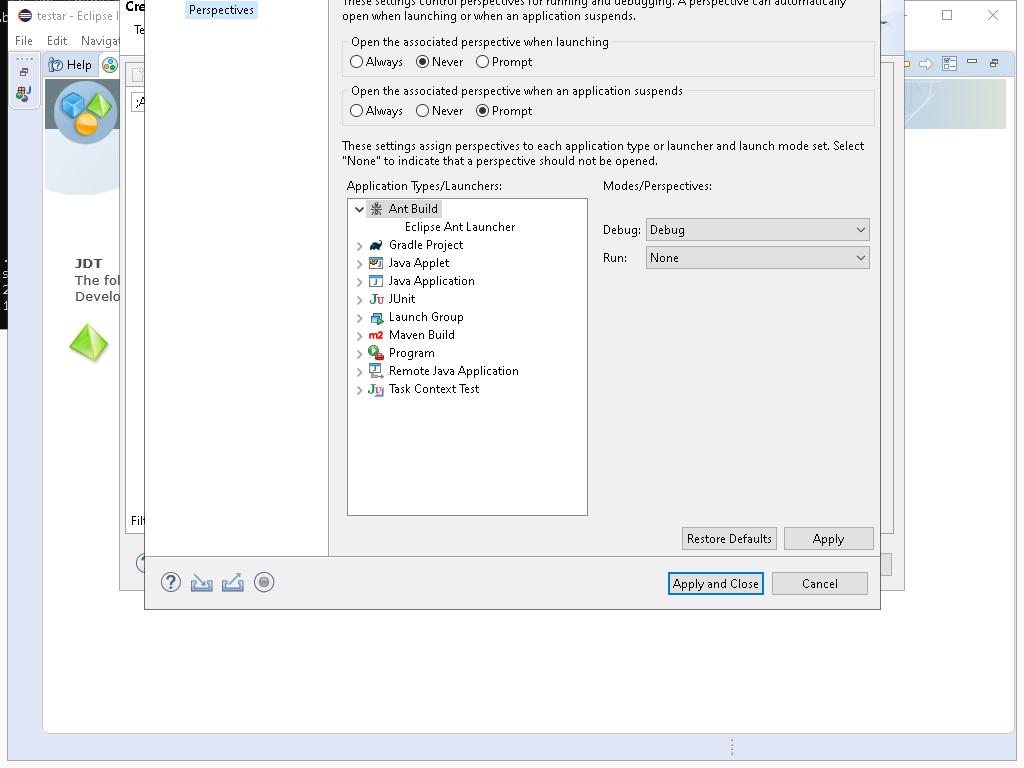 testar - Eclipse
Cre
Perspectives
These settings control perspectives for running and debugging. A perspective can automatically
open when launching or when an application suspends.
File Edit Navigat
Te
Open the associated perspective when launching
Always Never Prompt
Help
Open the associated perspective when an application suspends
Always Never Prompt
;A
These settings assign perspectives to each application type or launcher and launch mode set. Select
"None" to indicate that a perspective should not be opened.
Application Types/Launchers:
Modes/Perspectives:
Ant Build
Eclipse Ant Launcher
Gradle Project
Java Applet
Java Application
JUnit
Launch Group
Maven Build
Program
Remote Java Application
Task Context Test
Debug: Debug
Run: None
JDT
The fol
Develo
Filt
Restore Defaults
Apply
Apply and Close
Cancel